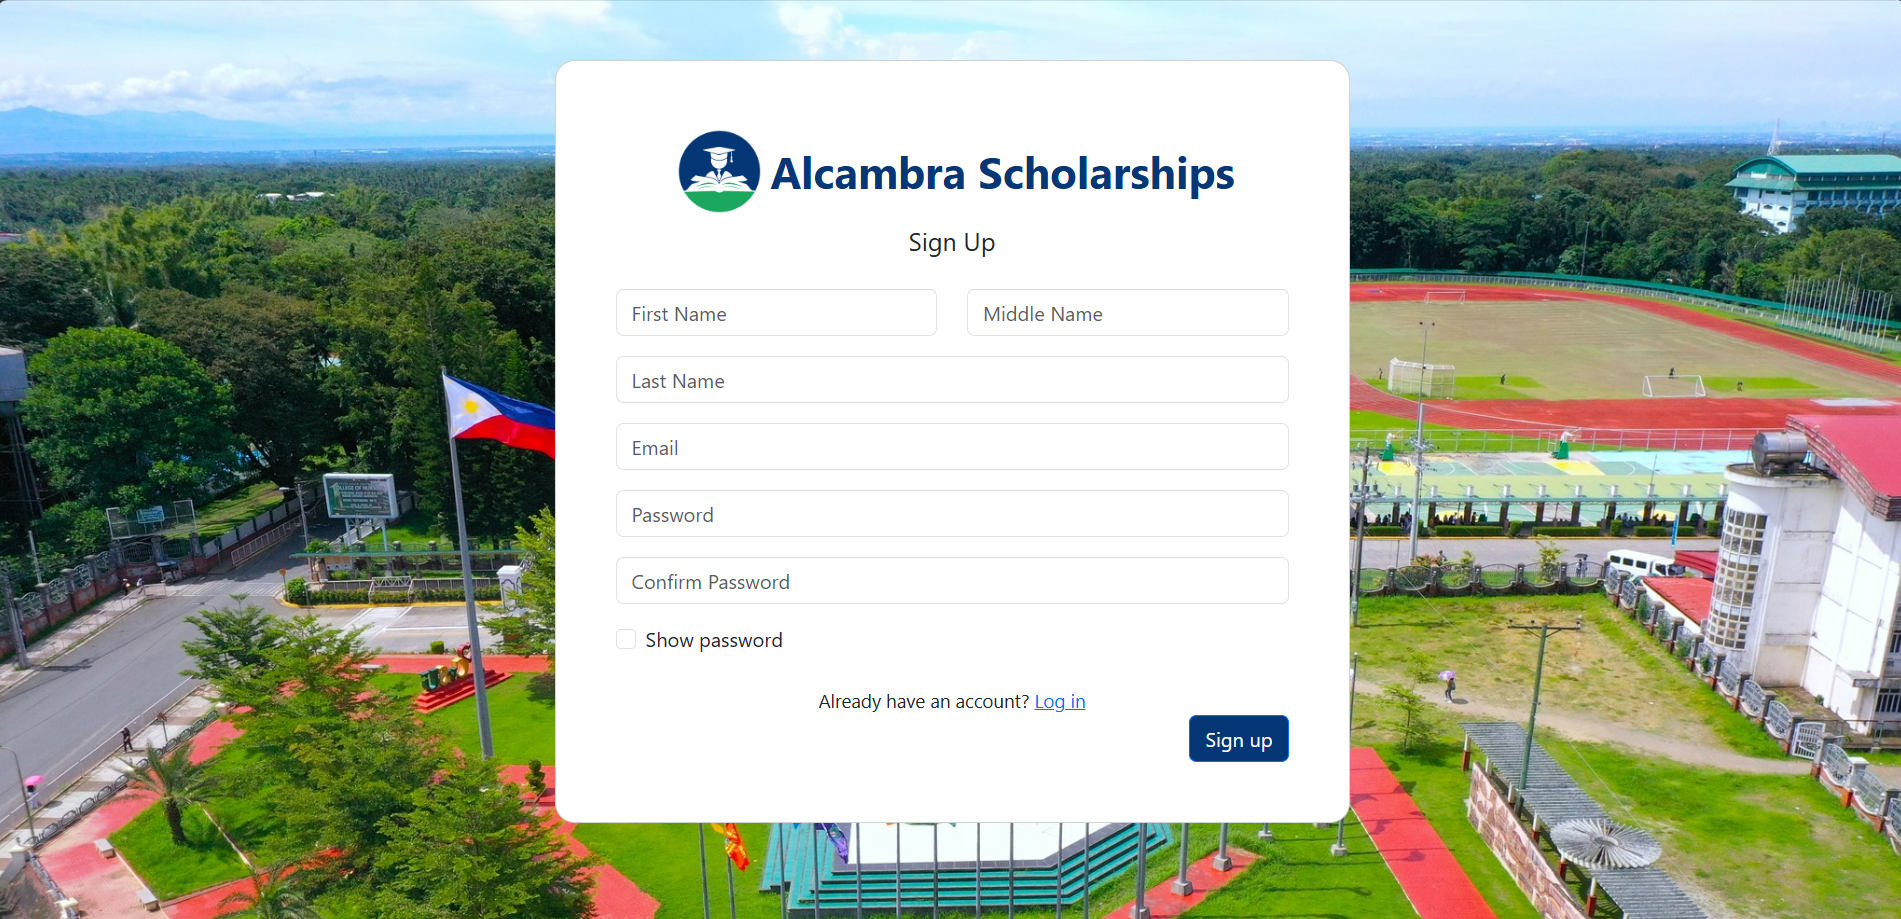 Alcambra Scholarships
Sign Up
First Name
Middle Name
Last Name
Email
Password
Confirm Password
Show password
Already have an account? Log in
Sign up